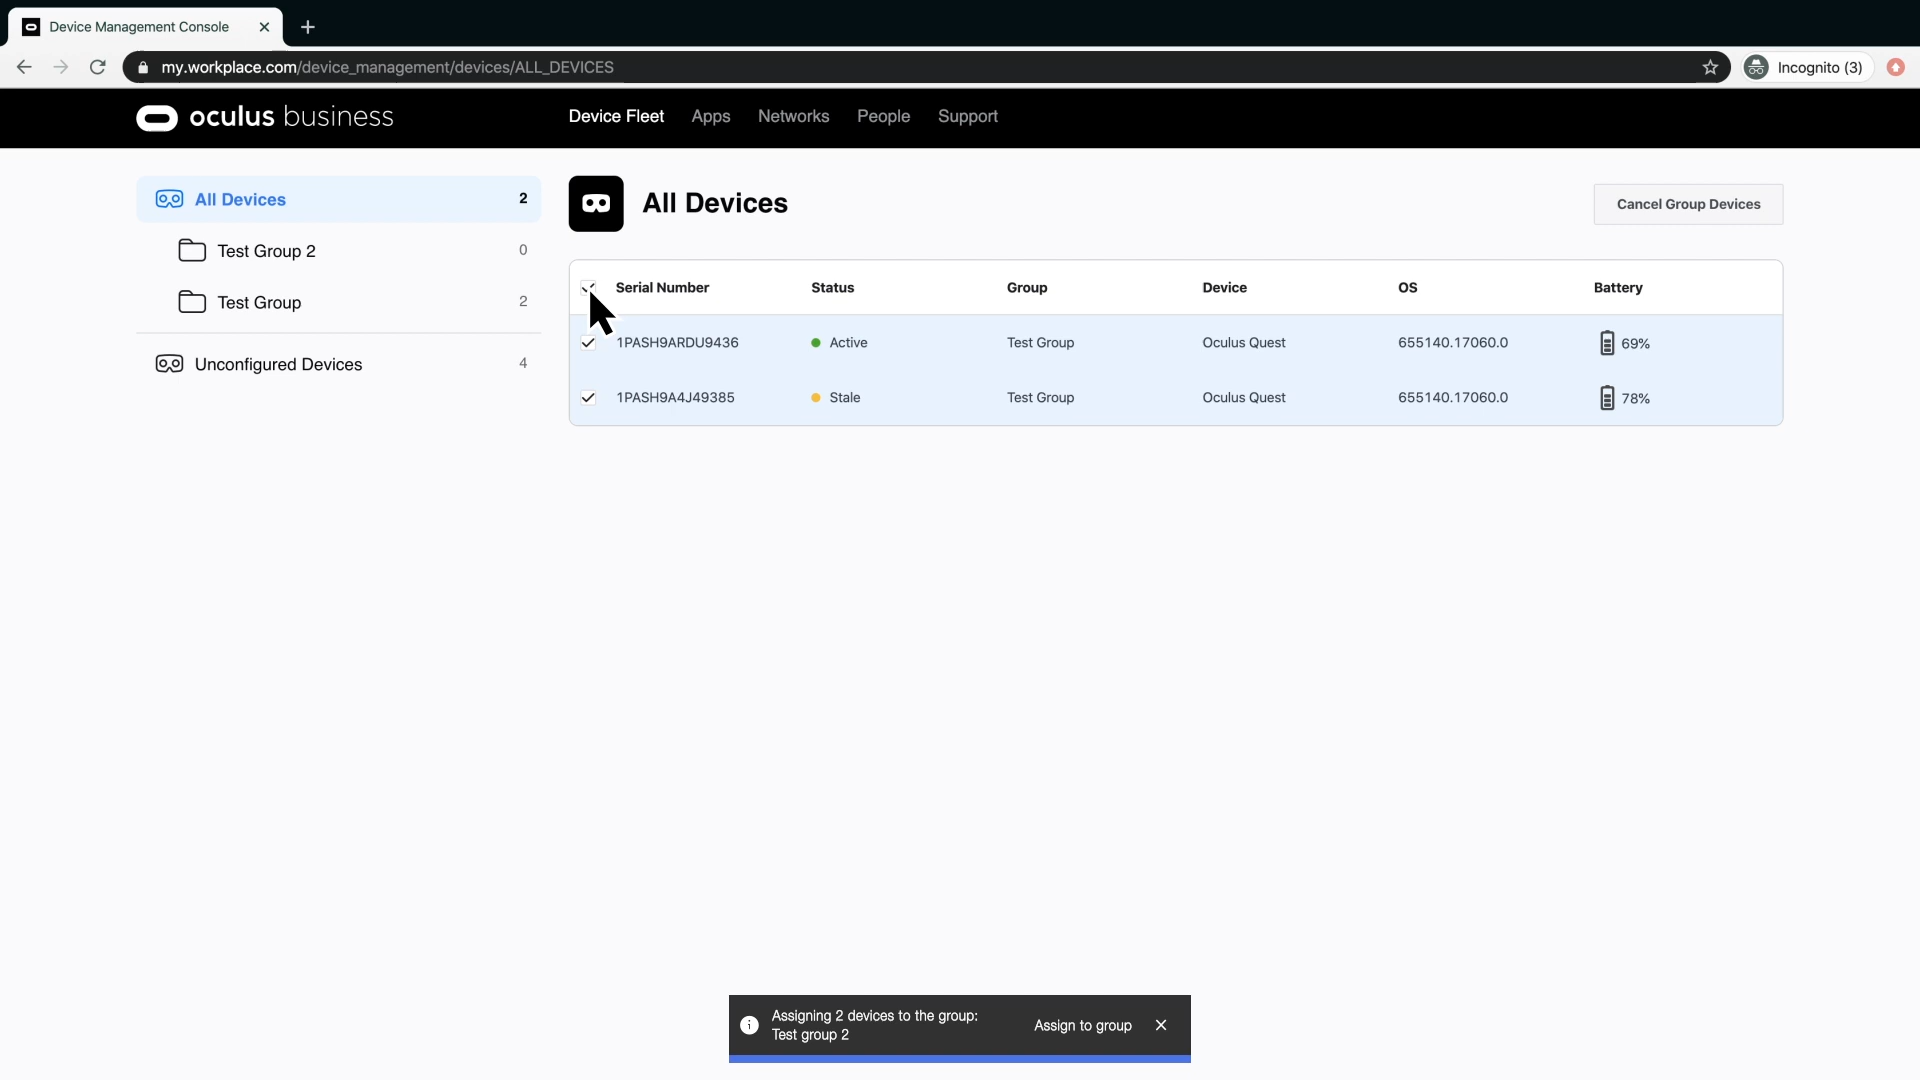 Device Management Console
my.workplace.com/device_management/devices/ALL_DEVICES
Incognito (3)
oculus business
Device Fleet Apps Networks People Support
All Devices 2
Test Group 2 0
Test Group 2
Unconfigured Devices 4
All Devices
Cancel Group Devices
Serial Number Status Group Device OS Battery
1PASH9ARDU9436 Active Test Group Oculus Quest 655140.17060.0 69%
1PASH9A4J49385 Stale Test Group Oculus Quest 655140.17060.0 78%
Assigning 2 devices to the group:
Test group 2
Assign to group